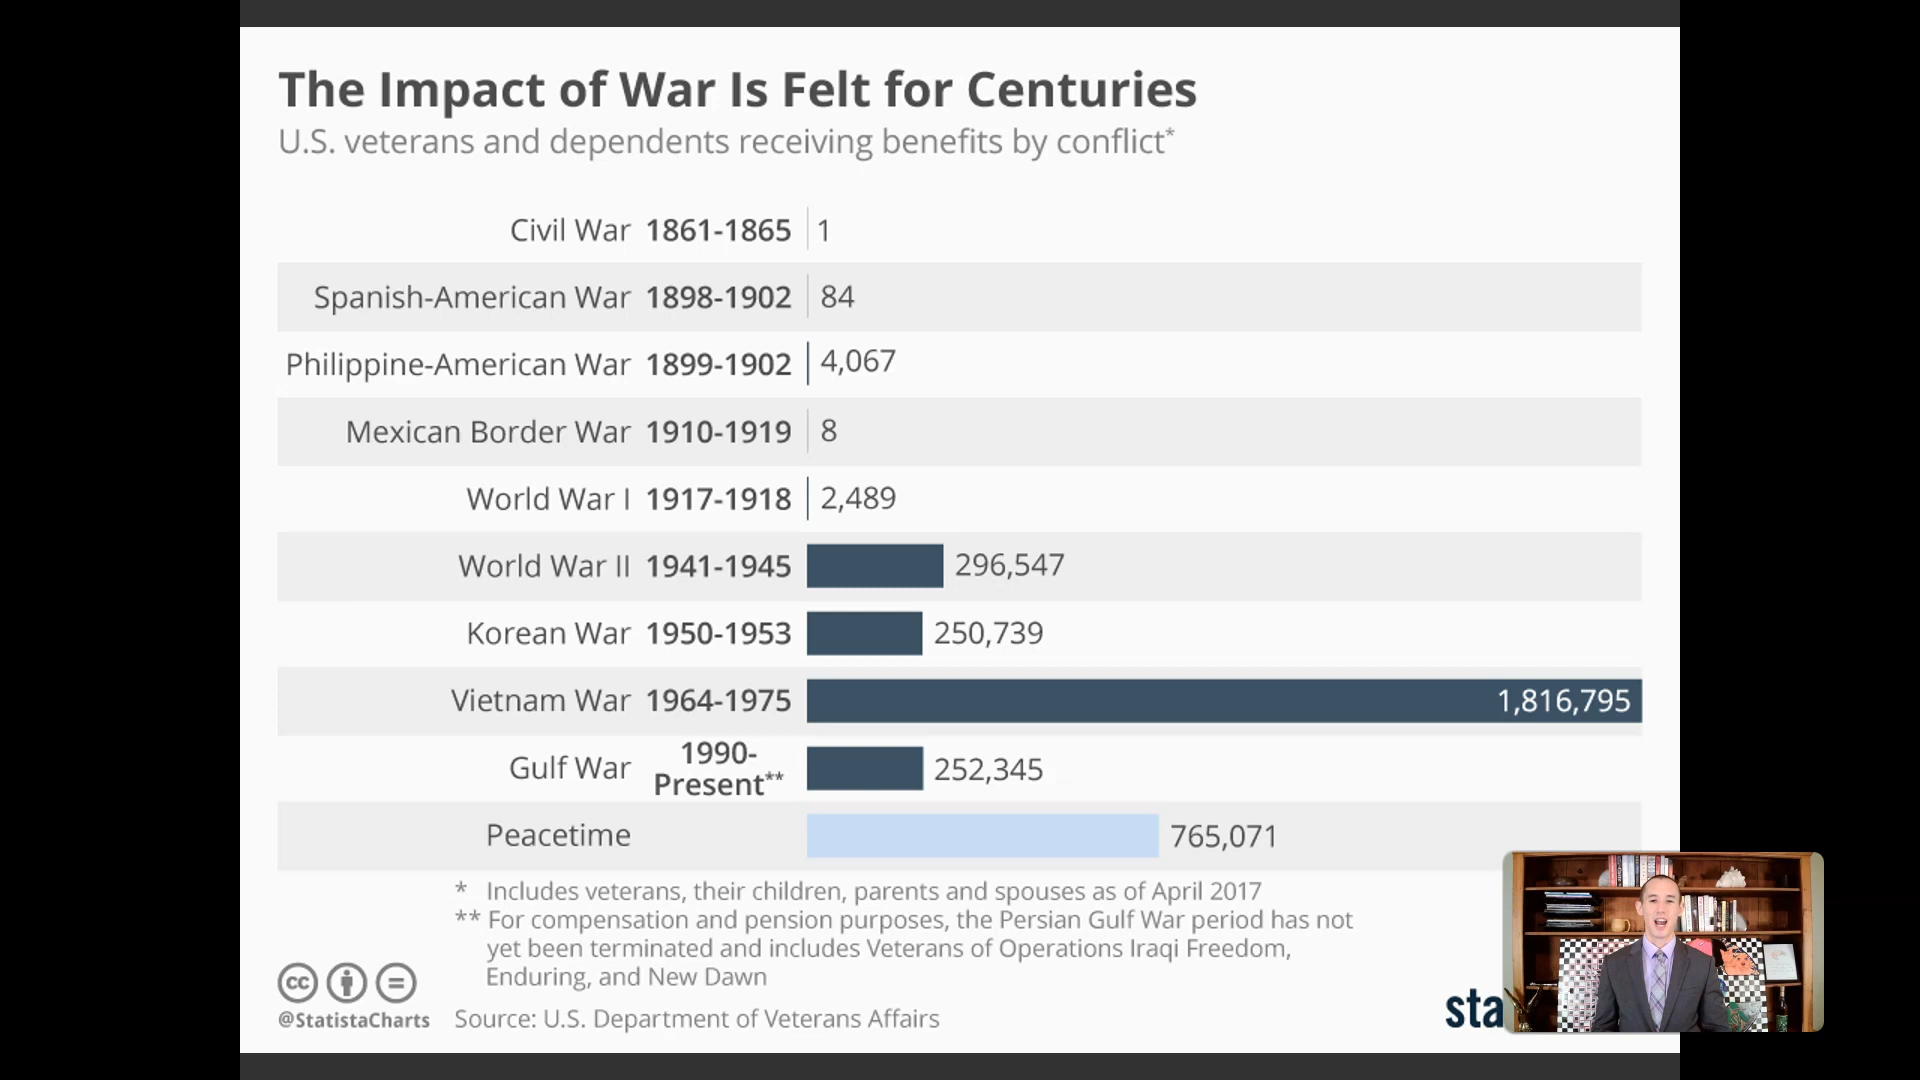 The Impact of War Is Felt for Centuries
U.S. veterans and dependents receiving benefits by conflict*
Civil War 1861-1865 1
Spanish-American War 1898-1902 84
Philippine-American War 1899-1902 4,067
Mexican Border War 1910-1919 8
World War I 1917-1918 2,489
World War II 1941-1945 296,547
Korean War 1950-1953 250,739
Vietnam War 1964-1975 1,816,795
Gulf War 1990-
Present** 252,345
Peacetime 765,071
* Includes veterans, their children, parents and spouses as of April 2017
** For compensation and pension purposes, the Persian Gulf War period has not
yet been terminated and includes Veterans of Operations Iraqi Freedom,
Enduring, and New Dawn
cc
@StatistaCharts Source: U.S. Department of Veterans Affairs
sta